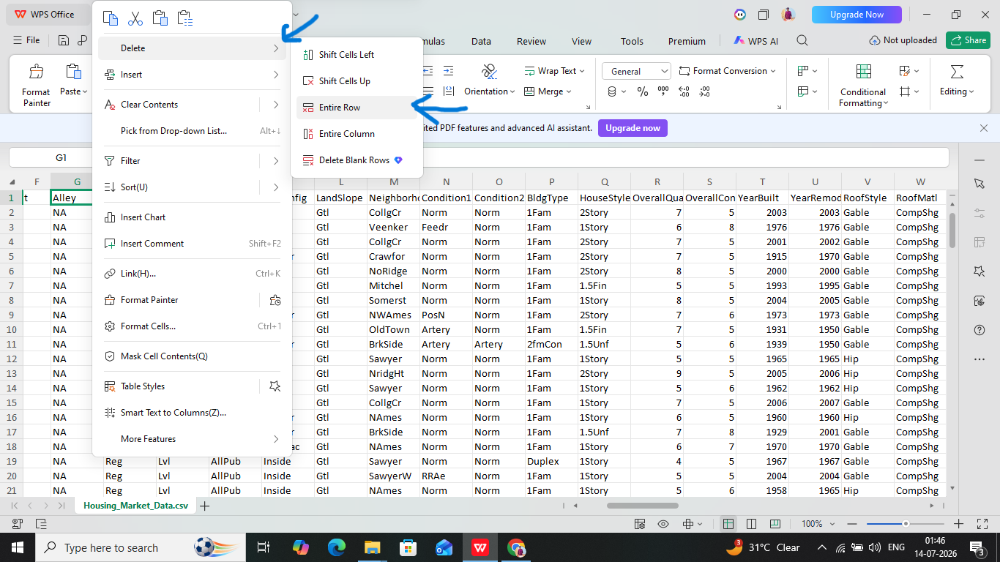 WPS Office
Upgrade Now
File
Formulas
Data
Review
View
Tools
Premium
WPS AI
Not uploaded
Share
Format
Painter
Paste
Orientation
Wrap Text
Merge
General
Format Conversion
Conditional
Formatting
Editing
ited PDF features and advanced AI assistant.
Upgrade now
Delete
Insert
Clear Contents
Pick from Drop-down List... Alt+↓
Filter
Sort(U)
Insert Chart
Insert Comment Shift+F2
Link(H)... Ctrl+K
Format Painter
Format Cells... Ctrl+1
Mask Cell Contents(Q)
Table Styles
Smart Text to Columns(Z)...
More Features
Shift Cells Left
Shift Cells Up
Entire Row
Entire Column
Delete Blank Rows
G1
F G L M N O P Q R S T U V W
1 t Alley nfig LandSlope Neighborho Condition1 Condition2 BldgType HouseStyle OverallQua OverallCon YearBuilt YearRemod RoofStyle RoofMatl
2 NA Gtl CollgCr Norm Norm 1Fam 2Story 7 5 2003 2003 Gable CompShg
3 NA Gtl Veenker Feedr Norm 1Fam 1Story 6 8 1976 1976 Gable CompShg
4 NA Gtl CollgCr Norm Norm 1Fam 2Story 7 5 2001 2002 Gable CompShg
5 NA r Gtl Crawfor Norm Norm 1Fam 2Story 7 5 1915 1970 Gable CompShg
6 NA Gtl NoRidge Norm Norm 1Fam 2Story 8 5 2000 2000 Gable CompShg
7 NA Gtl Mitchel Norm Norm 1Fam 1.5Fin 5 5 1993 1995 Gable CompShg
8 NA Gtl Somerst Norm Norm 1Fam 1Story 8 5 2004 2005 Gable CompShg
9 NA r Gtl NWAmes PosN Norm 1Fam 2Story 7 6 1973 1973 Gable CompShg
10 NA Gtl OldTown Artery Norm 1Fam 1.5Fin 7 5 1931 1950 Gable CompShg
11 NA r Gtl BrkSide Artery Artery 2fmCon 1.5Unf 5 6 1939 1950 Gable CompShg
12 NA Gtl Sawyer Norm Norm 1Fam 1Story 5 5 1965 1965 Hip CompShg
13 NA Gtl NridgHt Norm Norm 1Fam 2Story 9 5 2005 2006 Hip CompShg
14 NA Gtl Sawyer Norm Norm 1Fam 1Story 5 6 1962 1962 Hip CompShg
15 NA Gtl CollgCr Norm Norm 1Fam 1Story 7 5 2006 2007 Gable CompShg
16 NA r Gtl NAmes Norm Norm 1Fam 1Story 6 5 1960 1960 Hip CompShg
17 NA Gtl BrkSide Norm Norm 1Fam 1.5Unf 7 8 1929 2001 Gable CompShg
18 NA ac Gtl NAmes Norm Norm 1Fam 1Story 6 7 1970 1970 Gable CompShg
19 NA Reg Lvl AllPub Inside Gtl Sawyer Norm Norm Duplex 1Story 4 5 1967 1967 Gable CompShg
20 NA Reg Lvl AllPub Inside Gtl SawyerW RRAe Norm 1Fam 1Story 5 5 2004 2004 Gable CompShg
21 NA Reg Lvl AllPub Inside Gtl NAmes Norm Norm 1Fam 1Story 5 6 1958 1965 Hip CompShg
Housing_Market_Data.csv
100%
Type here to search
3
31°C Clear
ENG
01:46
14-07-2026
3